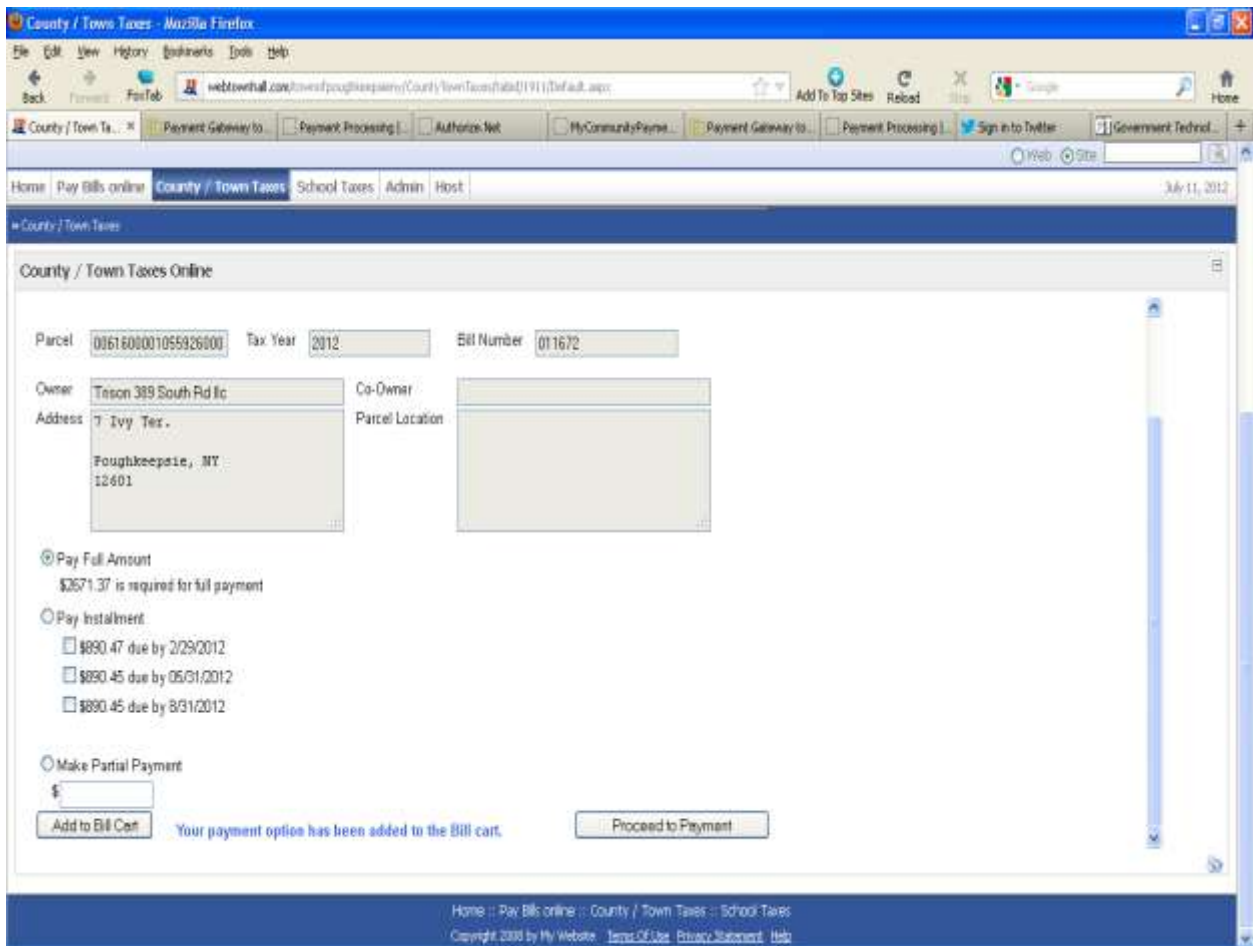 County / Town Taxes - Mozilla Firefox
File Edit View History Bookmarks Tools Help
Back Forward FoxTab webtownhall.com/ Add To Top Sites Reload Stop Google Home
County / Town Ta... Payment Gateway to... Payment Processing |... Authorize.Net MyCommunityPayme... Payment Gateway to... Payment Processing |... Sign in to Twitter Government Technol...
Web Site
Home Pay Bills online County / Town Taxes School Taxes Admin Host July 11, 2012
County / Town Taxes
County / Town Taxes Online
Parcel 0061600001055926000 Tax Year 2012 Bill Number 011672
Owner 389 South Rd llc Co-Owner
Address 7 Ivy Ter. Parcel Location
Poughkeepsie, NY
12601
Pay Full Amount
$2671.37 is required for full payment
Pay Installment
$890.47 due by 2/29/2012
$890.45 due by 05/31/2012
$890.45 due by 8/31/2012
Make Partial Payment
$
Add to Bill Cart Your payment option has been added to the Bill cart. Proceed to Payment
Home :: Pay Bills online :: County / Town Taxes :: School Taxes
Copyright 2008 by My Website Terms Of Use Privacy Statement Help